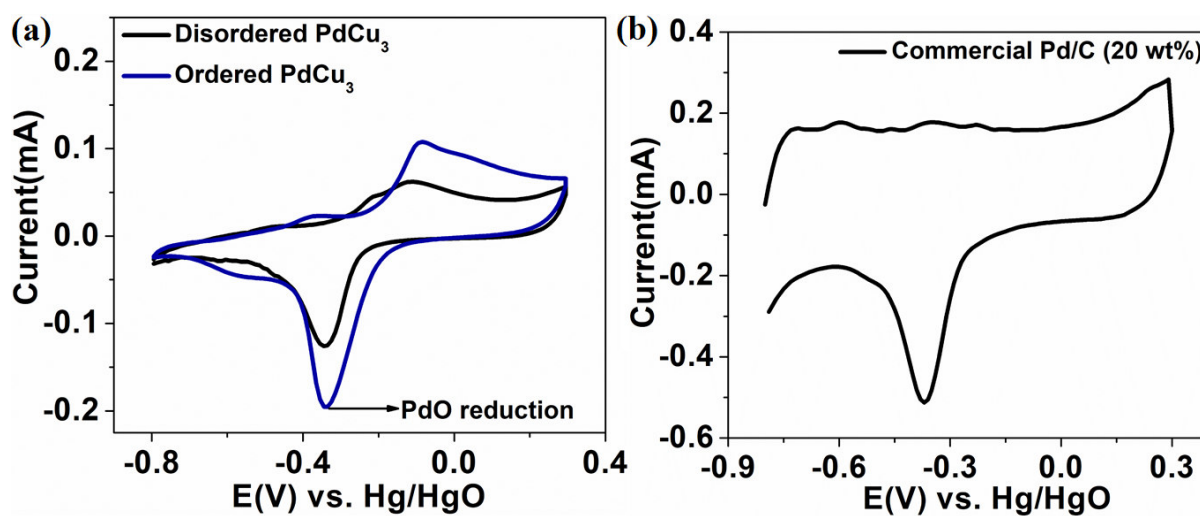 (a)
Disordered PdCu₃
Ordered PdCu₃
0.2
0.1
0.0
-0.1
-0.2
Current(mA)
PdO reduction
-0.8
-0.4
0.0
0.4
E(V) vs. Hg/HgO
(b)
Commercial Pd/C (20 wt%)
0.4
0.2
0.0
-0.2
-0.4
-0.6
Current(mA)
-0.9
-0.6
-0.3
0.0
0.3
E(V) vs. Hg/HgO